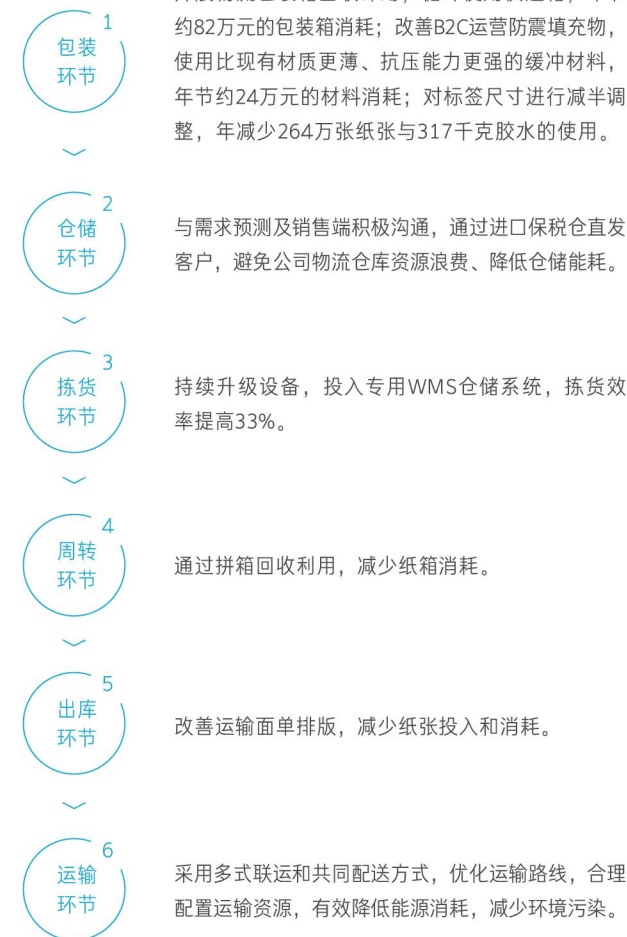 1
包装
环节
约82万元的包装箱消耗；改善B2C运营防震填充物，
使用比现有材质更薄、抗压能力更强的缓冲材料，
年节约24万元的材料消耗；对标签尺寸进行减半调
整，年减少264万张纸张与317千克胶水的使用。
2
仓储
环节
与需求预测及销售端积极沟通，通过进口保税仓直发
客户，避免公司物流仓库资源浪费、降低仓储能耗。
3
拣货
环节
持续升级设备，投入专用WMS仓储系统，拣货效
率提高33%。
4
周转
环节
通过拼箱回收利用，减少纸箱消耗。
5
出库
环节
改善运输面单排版，减少纸张投入和消耗。
6
运输
环节
采用多式联运和共同配送方式，优化运输路线，合理
配置运输资源，有效降低能源消耗，减少环境污染。